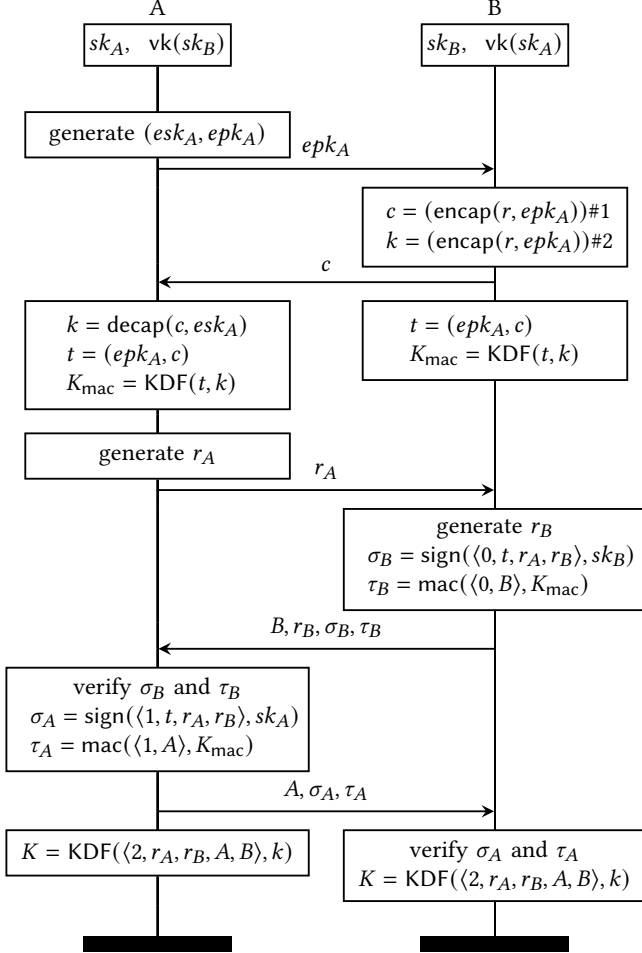 A
B
sk_A, vk(sk_B)
sk_B, vk(sk_A)
generate (esk_A, epk_A)
epk_A
c = (encap(r, epk_A))#1
k = (encap(r, epk_A))#2
c
k = decap(c, esk_A)
t = (epk_A, c)
K_mac = KDF(t, k)
t = (epk_A, c)
K_mac = KDF(t, k)
generate r_A
r_A
generate r_B
σ_B = sign(⟨0, t, r_A, r_B⟩, sk_B)
τ_B = mac(⟨0, B⟩, K_mac)
B, r_B, σ_B, τ_B
verify σ_B and τ_B
σ_A = sign(⟨1, t, r_A, r_B⟩, sk_A)
τ_A = mac(⟨1, A⟩, K_mac)
A, σ_A, τ_A
K = KDF(⟨2, r_A, r_B, A, B⟩, k)
verify σ_A and τ_A
K = KDF(⟨2, r_A, r_B, A, B⟩, k)